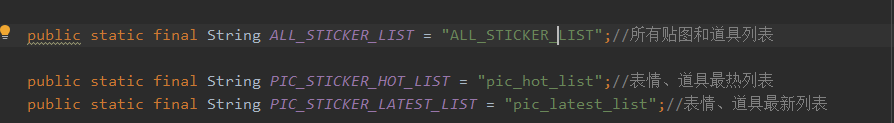 public static final String ALL_STICKER_LIST = "ALL_STICKER_LIST";//所有贴图和道具列表
public static final String PIC_STICKER_HOT_LIST = "pic_hot_list";//表情、道具最热列表
public static final String PIC_STICKER_LATEST_LIST = "pic_latest_list";//表情、道具最新列表